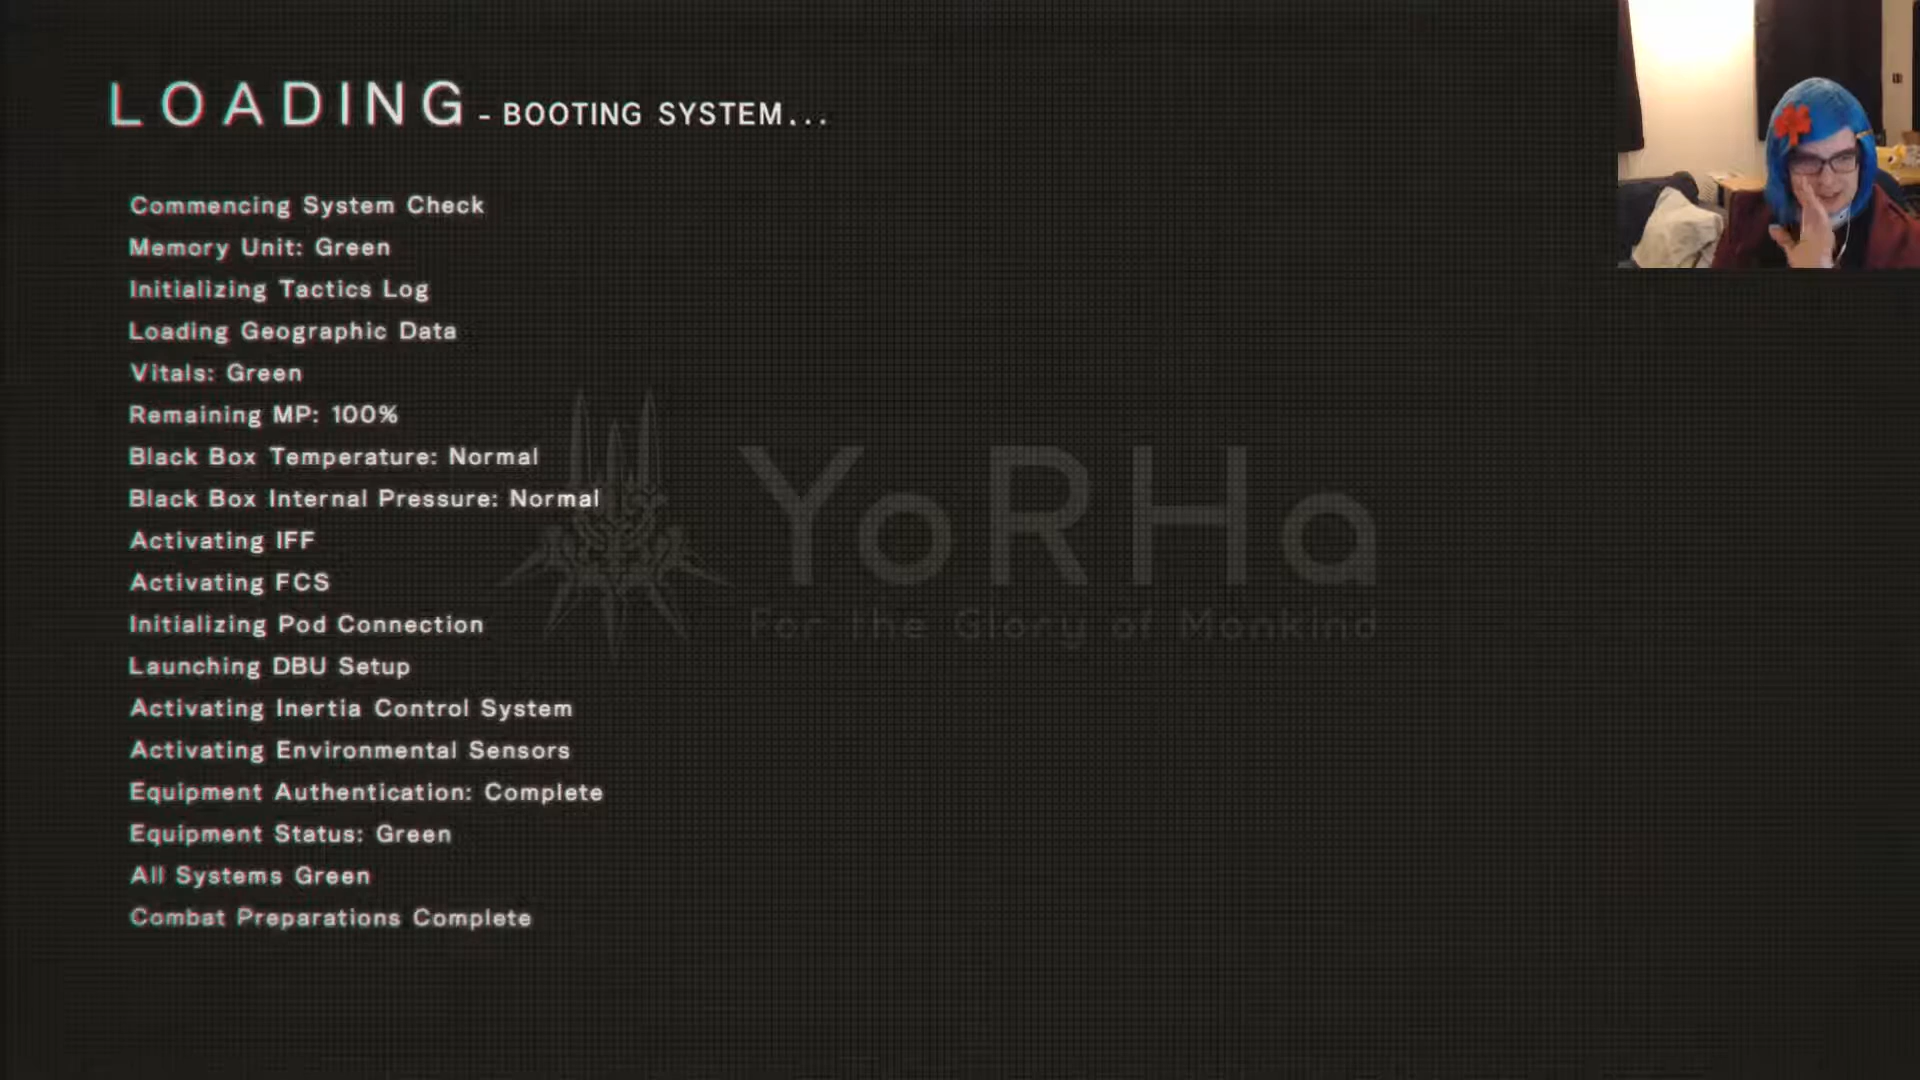 LOADING - BOOTING SYSTEM...
Commencing System Check
Memory Unit: Green
Initializing Tactics Log
Loading Geographic Data
Vitals: Green
Remaining MP: 100%
Black Box Temperature: Normal
Black Box Internal Pressure: Normal
Activating IFF
Activating FCS
Initializing Pod Connection
Launching DBU Setup
Activating Inertia Control System
Activating Environmental Sensors
Equipment Authentication: Complete
Equipment Status: Green
All Systems Green
Combat Preparations Complete
YoRHa
For the Glory of Mankind